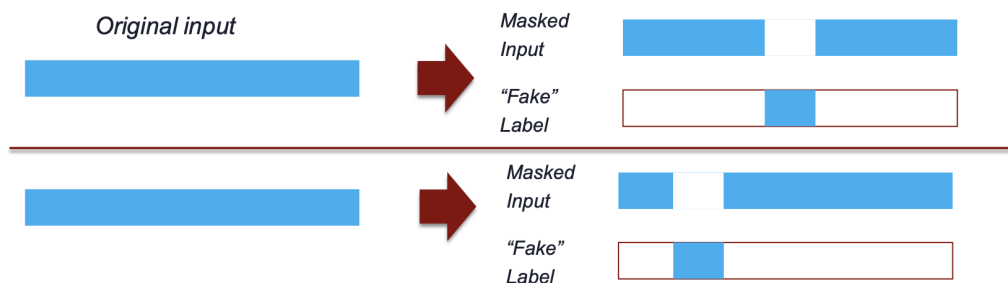 Original input
Masked
Input
“Fake”
Label
Masked
Input
“Fake”
Label